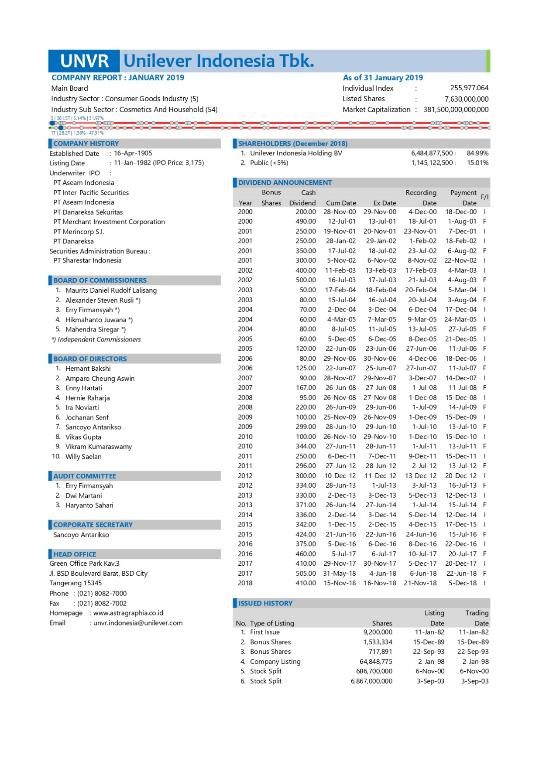 UNVR Unilever Indonesia Tbk.
COMPANY REPORT : JANUARY 2019 As of 31 January 2019
Main Board Individual Index : 255,977.064
Industry Sector : Consumer Goods Industry (5) Listed Shares : 7,630,000,000
Industry Sub Sector : Cosmetics And Household (54) Market Capitalization : 381,500,000,000,000
COMPANY HISTORY
Established Date : 16-Apr-1905
Listing Date : 11-Jan-1982 (IPO Price: 3,175)
Underwriter IPO :
PT Aseam Indonesia
PT Inter Pacific Securities
PT Aseam Indonesia
PT Danareksa Sekuritas
PT Merchant Investment Corporation
PT Merincorp S.I.
PT Danareksa
Securities Administration Bureau :
PT Sharestar Indonesia
BOARD OF COMMISSIONERS
1. Maurits Daniel Rudolf Lalisang
2. Alexander Steven Rusli *)
3. Erry Firmansyah *)
4. Hikmahanto Juwana *)
5. Mahendra Siregar *)
*) Independent Commissioners
BOARD OF DIRECTORS
1. Hemant Bakshi
2. Amparo Cheung Aswin
3. Enny Hartati
4. Hernie Raharja
5. Ira Noviarti
6. Jochanan Senf
7. Sancoyo Antarikso
8. Vikas Gupta
9. Vikram Kumaraswamy
10. Willy Saelan
AUDIT COMMITTEE
1. Erry Firmansyah
2. Dwi Martani
3. Haryanto Sahari
CORPORATE SECRETARY
Sancoyo Antarikso
HEAD OFFICE
Green Office Park Kav.3
Jl. BSD Boulevard Barat, BSD City
Tangerang 15345
Phone : (021) 8082-7000
Fax : (021) 8082-7002
Homepage : www.astragraphia.co.id
Email : unvr.indonesia@unilever.com
SHAREHOLDERS (December 2018)
1. Unilever Indonesia Holding BV 6,484,877,500 : 84.99%
2. Public (<5%) 1,145,122,500 : 15.01%
DIVIDEND ANNOUNCEMENT
Bonus Cash Recording Payment F/I
Year Shares Dividend Cum Date Ex Date Date Date
2000 200.00 28-Nov-00 29-Nov-00 4-Dec-00 18-Dec-00 I
2000 490.00 12-Jul-01 13-Jul-01 18-Jul-01 1-Aug-01 F
2001 250.00 19-Nov-01 20-Nov-01 23-Nov-01 7-Dec-01 I
2001 250.00 28-Jan-02 29-Jan-02 1-Feb-02 18-Feb-02 I
2001 350.00 17-Jul-02 18-Jul-02 23-Jul-02 6-Aug-02 F
2001 300.00 5-Nov-02 6-Nov-02 8-Nov-02 22-Nov-02 I
2002 400.00 11-Feb-03 13-Feb-03 17-Feb-03 4-Mar-03 I
2002 500.00 16-Jul-03 17-Jul-03 21-Jul-03 4-Aug-03 F
2003 50.00 17-Feb-04 18-Feb-04 20-Feb-04 5-Mar-04 I
2003 80.00 15-Jul-04 16-Jul-04 20-Jul-04 3-Aug-04 F
2004 70.00 2-Dec-04 3-Dec-04 6-Dec-04 17-Dec-04 I
2004 60.00 4-Mar-05 7-Mar-05 9-Mar-05 24-Mar-05 I
2004 80.00 8-Jul-05 11-Jul-05 13-Jul-05 27-Jul-05 F
2005 60.00 5-Dec-05 6-Dec-05 8-Dec-05 21-Dec-05 I
2005 120.00 22-Jun-06 23-Jun-06 27-Jun-06 11-Jul-06 F
2006 80.00 29-Nov-06 30-Nov-06 4-Dec-06 18-Dec-06 I
2006 125.00 22-Jun-07 25-Jun-07 27-Jun-07 11-Jul-07 F
2007 90.00 28-Nov-07 29-Nov-07 3-Dec-07 14-Dec-07 I
2007 167.00 26-Jun-08 27-Jun-08 1-Jul-08 11-Jul-08 F
2008 95.00 26-Nov-08 27-Nov-08 1-Dec-08 15-Dec-08 I
2008 220.00 26-Jun-09 29-Jun-09 1-Jul-09 14-Jul-09 F
2009 100.00 25-Nov-09 26-Nov-09 1-Dec-09 15-Dec-09 I
2009 299.00 28-Jun-10 29-Jun-10 1-Jul-10 13-Jul-10 F
2010 100.00 26-Nov-10 29-Nov-10 1-Dec-10 15-Dec-10 I
2010 344.00 27-Jun-11 28-Jun-11 1-Jul-11 13-Jul-11 F
2011 250.00 6-Dec-11 7-Dec-11 9-Dec-11 15-Dec-11 I
2011 296.00 27-Jun-12 28-Jun-12 2-Jul-12 13-Jul-12 F
2012 300.00 10-Dec-12 11-Dec-12 13-Dec-12 20-Dec-12 I
2012 334.00 28-Jun-13 1-Jul-13 3-Jul-13 16-Jul-13 F
2013 330.00 2-Dec-13 3-Dec-13 5-Dec-13 12-Dec-13 I
2013 371.00 26-Jun-14 27-Jun-14 1-Jul-14 15-Jul-14 F
2014 336.00 2-Dec-14 3-Dec-14 5-Dec-14 12-Dec-14 I
2015 342.00 1-Dec-15 2-Dec-15 4-Dec-15 17-Dec-15 I
2015 424.00 21-Jun-16 22-Jun-16 24-Jun-16 15-Jul-16 F
2016 375.00 5-Dec-16 6-Dec-16 8-Dec-16 22-Dec-16 I
2016 460.00 5-Jul-17 6-Jul-17 10-Jul-17 20-Jul-17 F
2017 410.00 29-Nov-17 30-Nov-17 5-Dec-17 20-Dec-17 I
2017 505.00 31-May-18 4-Jun-18 6-Jun-18 22-Jun-18 F
2018 410.00 15-Nov-18 16-Nov-18 21-Nov-18 5-Dec-18 I
ISSUED HISTORY
Listing Trading
No. Type of Listing Shares Date Date
1. First Issue 9,200,000 11-Jan-82 11-Jan-82
2. Bonus Shares 1,533,334 15-Dec-89 15-Dec-89
3. Bonus Shares 717,891 22-Sep-93 22-Sep-93
4. Company Listing 64,848,775 2-Jan-98 2-Jan-98
5. Stock Split 686,700,000 6-Nov-00 6-Nov-00
6. Stock Split 6,867,000,000 3-Sep-03 3-Sep-03